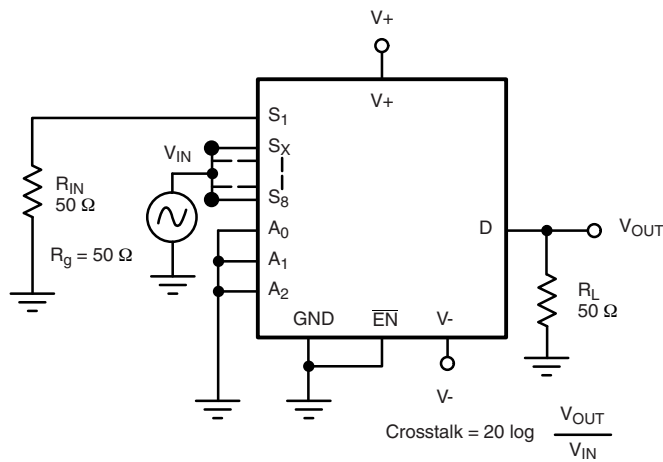 V+
V+
S1
SX
VIN
RIN
50 Ω
S8
Rg = 50 Ω
A0
A1
A2
D
VOUT
RL
50 Ω
GND
EN
V-
V-
Crosstalk = 20 log VOUT
VIN